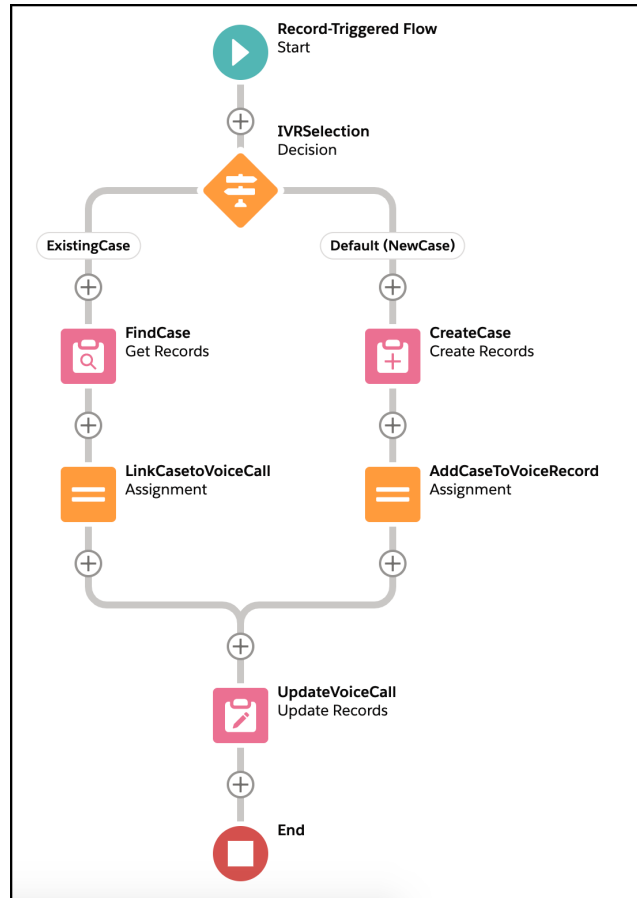 Record-Triggered Flow
Start
IVRSelection
Decision
ExistingCase
Default (NewCase)
FindCase
Get Records
CreateCase
Create Records
LinkCasetoVoiceCall
Assignment
AddCaseToVoiceRecord
Assignment
UpdateVoiceCall
Update Records
End